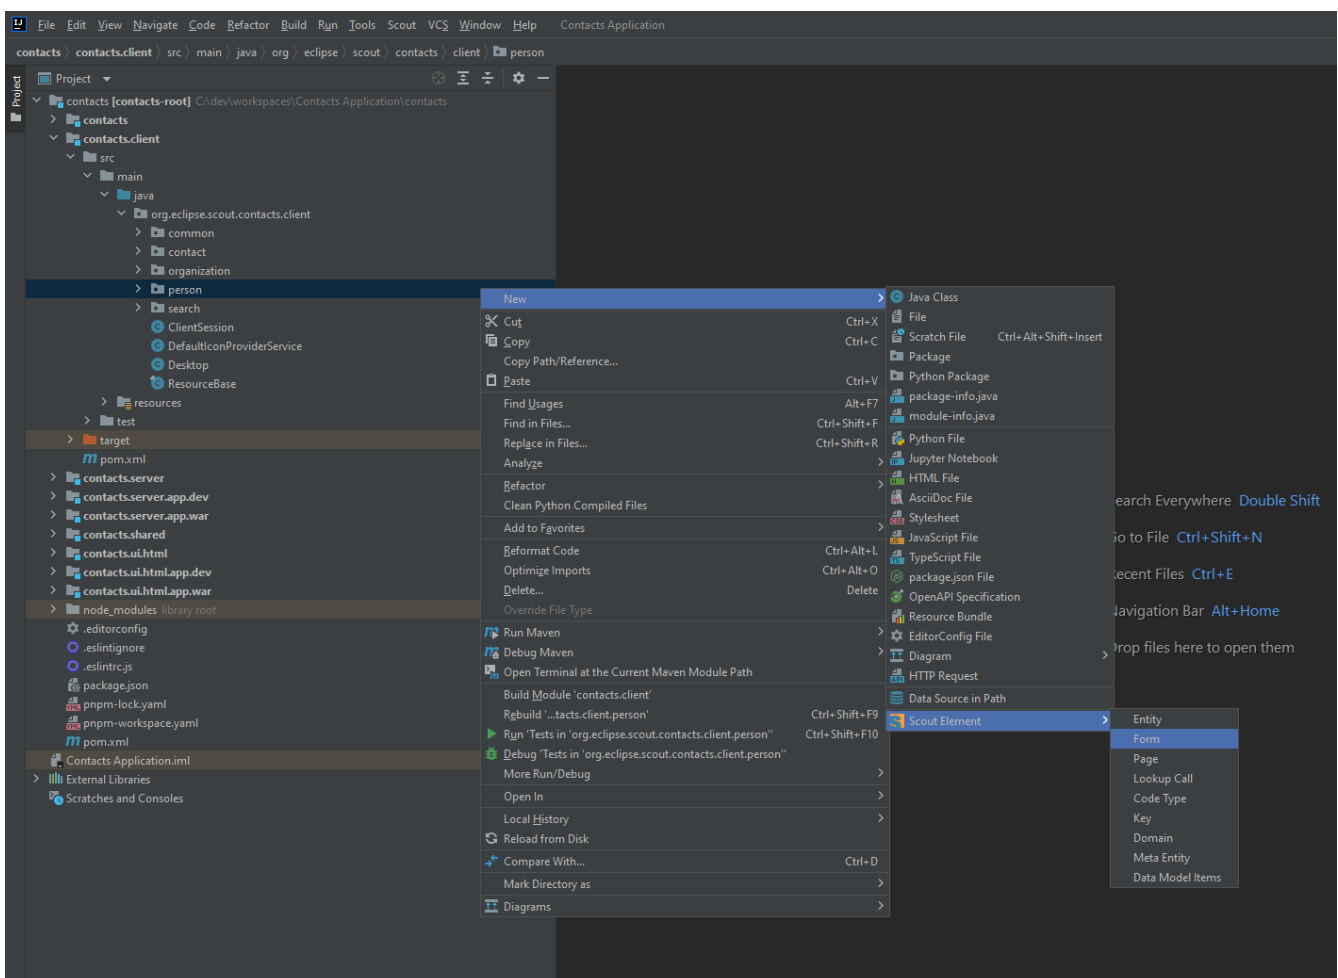 File Edit View Navigate Code Refactor Build Run Tools Scout VCS Window Help Contacts Application
contacts contacts.client src main java org eclipse scout contacts client person
Project
Project
contacts [contacts-root] C:\dev\workspaces\Contacts Application\contacts
contacts
contacts.client
src
main
java
org.eclipse.scout.contacts.client
common
contact
organization
person
search
ClientSession
DefaultIconProviderService
Desktop
ResourceBase
resources
test
target
pom.xml
contacts.server
contacts.server.app.dev
contacts.server.app.war
contacts.shared
contacts.ui.html
contacts.ui.html.app.dev
contacts.ui.html.app.war
node_modules library root
.editorconfig
.eslintignore
.eslintrc.js
package.json
pnpm-lock.yaml
pnpm-workspace.yaml
pom.xml
Contacts Application.iml
External Libraries
Scratches and Consoles
New
Cut Ctrl+X
Copy Ctrl+C
Copy Path/Reference...
Paste Ctrl+V
Find Usages Alt+F7
Find in Files... Ctrl+Shift+F
Replace in Files... Ctrl+Shift+R
Analyze
Refactor
Clean Python Compiled Files
Add to Favorites
Reformat Code Ctrl+Alt+L
Optimize Imports Ctrl+Alt+O
Delete... Delete
Override File Type
Run Maven
Debug Maven
Open Terminal at the Current Maven Module Path
Build Module 'contacts.client'
Rebuild '...tacts.client.person' Ctrl+Shift+F9
Run 'Tests in 'org.eclipse.scout.contacts.client.person'' Ctrl+Shift+F10
Debug 'Tests in 'org.eclipse.scout.contacts.client.person''
More Run/Debug
Open In
Local History
Reload from Disk
Compare With... Ctrl+D
Mark Directory as
Diagrams
Java Class
File
Scratch File Ctrl+Alt+Shift+Insert
Package
Python Package
package-info.java
module-info.java
Python File
Jupyter Notebook
HTML File
AsciiDoc File
Stylesheet
JavaScript File
TypeScript File
package.json File
OpenAPI Specification
Resource Bundle
EditorConfig File
Diagram
HTTP Request
Data Source in Path
Scout Element
Entity
Form
Page
Lookup Call
Code Type
Key
Domain
Meta Entity
Data Model Items
earch Everywhere Double Shift
o to File Ctrl+Shift+N
ecent Files Ctrl+E
avigation Bar Alt+Home
rop files here to open them